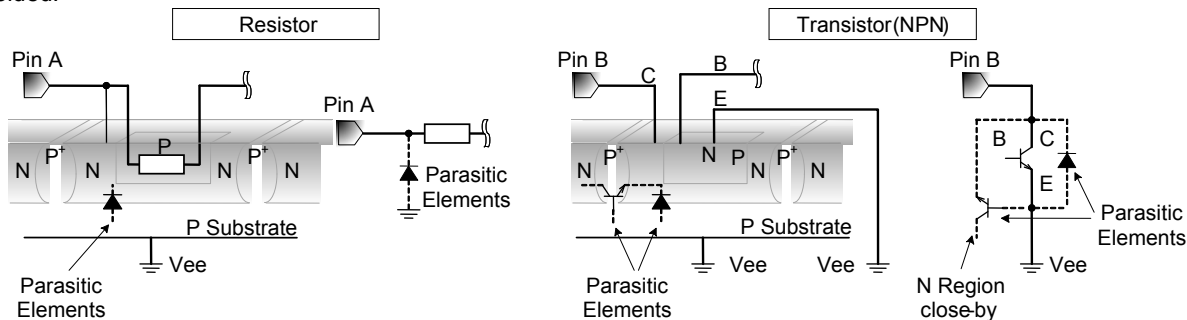 Resistor
Transistor(NPN)
Pin A
Pin A
N
P+
N
P
P+
N
N
Parasitic
Elements
P Substrate
Vee
Parasitic
Elements
Pin B
C
B
E
N
P+
N
N
P
P+
N
N
P Substrate
Vee
Vee
Parasitic
Elements
Pin B
B
C
E
Parasitic
Elements
Vee
N Region
close-by